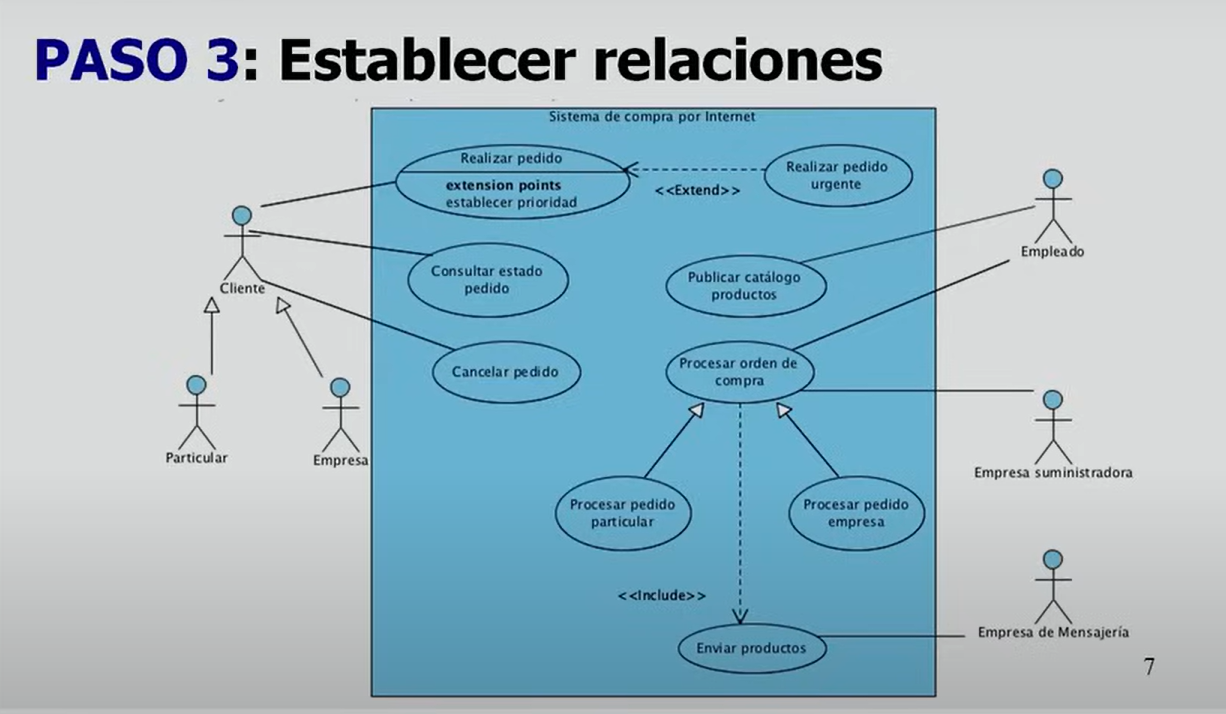 PASO 3: Establecer relaciones
Sistema de compra por Internet
Realizar pedido
extension points
establecer prioridad
<<Extend>>
Realizar pedido
urgente
Cliente
Consultar estado
pedido
Publicar catálogo
productos
Empleado
Cancelar pedido
Procesar orden de
compra
Particular
Empresa
Empresa suministradora
Procesar pedido
particular
Procesar pedido
empresa
<<Include>>
Enviar productos
Empresa de Mensajería
7